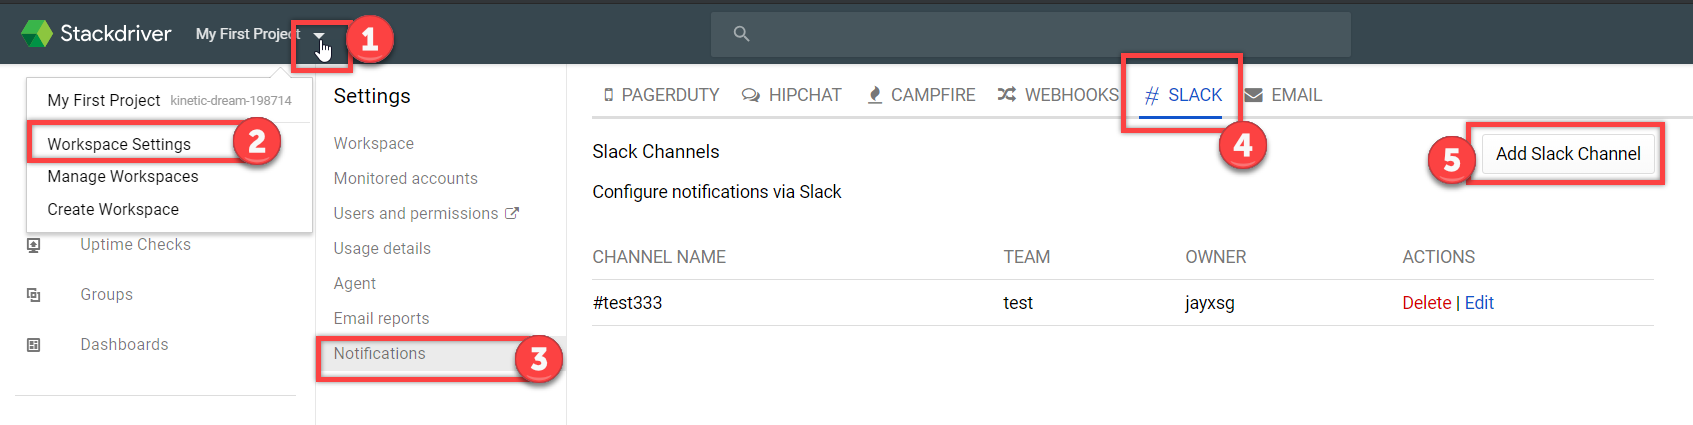 Stackdriver My First Project 1
My First Project kinetic-dream-198714
Workspace Settings 2
Manage Workspaces
Create Workspace
Uptime Checks
Groups
Dashboards
Settings
Workspace
Monitored accounts
Users and permissions
Usage details
Agent
Email reports
Notifications 3
PAGERDUTY HIPCHAT CAMPFIRE WEBHOOKS # SLACK EMAIL
4
Slack Channels
5 Add Slack Channel
Configure notifications via Slack
CHANNEL NAME TEAM OWNER ACTIONS
#test333 test jayxsg Delete | Edit